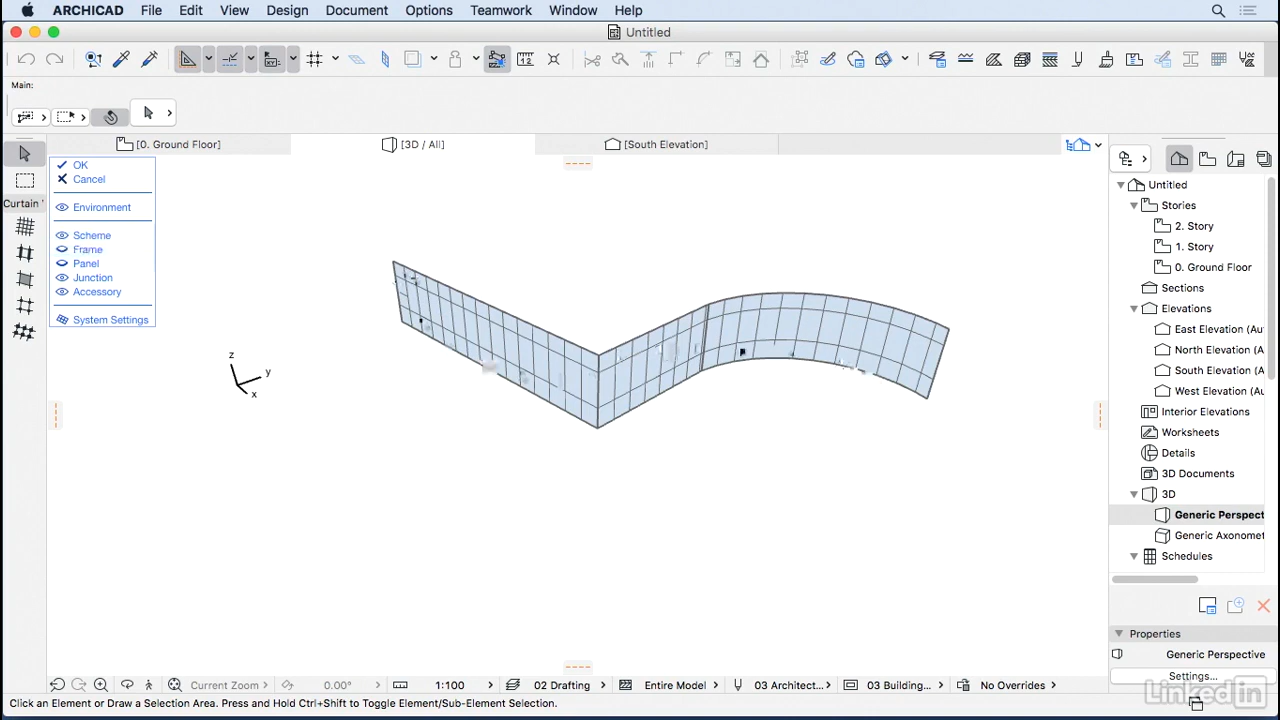 ARCHICAD File Edit View Design Document Options Teamwork Window Help
Untitled
Main:
[0. Ground Floor] [3D / All] [South Elevation]
OK
Cancel
Environment
Scheme
Frame
Panel
Junction
Accessory
System Settings
Curtain
z
y
x
Untitled
Stories
2. Story
1. Story
0. Ground Floor
Sections
Elevations
East Elevation (Au
North Elevation (Au
South Elevation (Au
West Elevation (Au
Interior Elevations
Worksheets
Details
3D Documents
3D
Generic Perspect
Generic Axonomet
Schedules
Properties
Generic Perspective
Settings...
Current Zoom 0.00° 1:100 02 Drafting Entire Model 03 Architect... 03 Building... No Overrides
Click an Element or Draw a Selection Area. Press and Hold Ctrl+Shift to Toggle Element/Sub-Element Selection.
Linked in